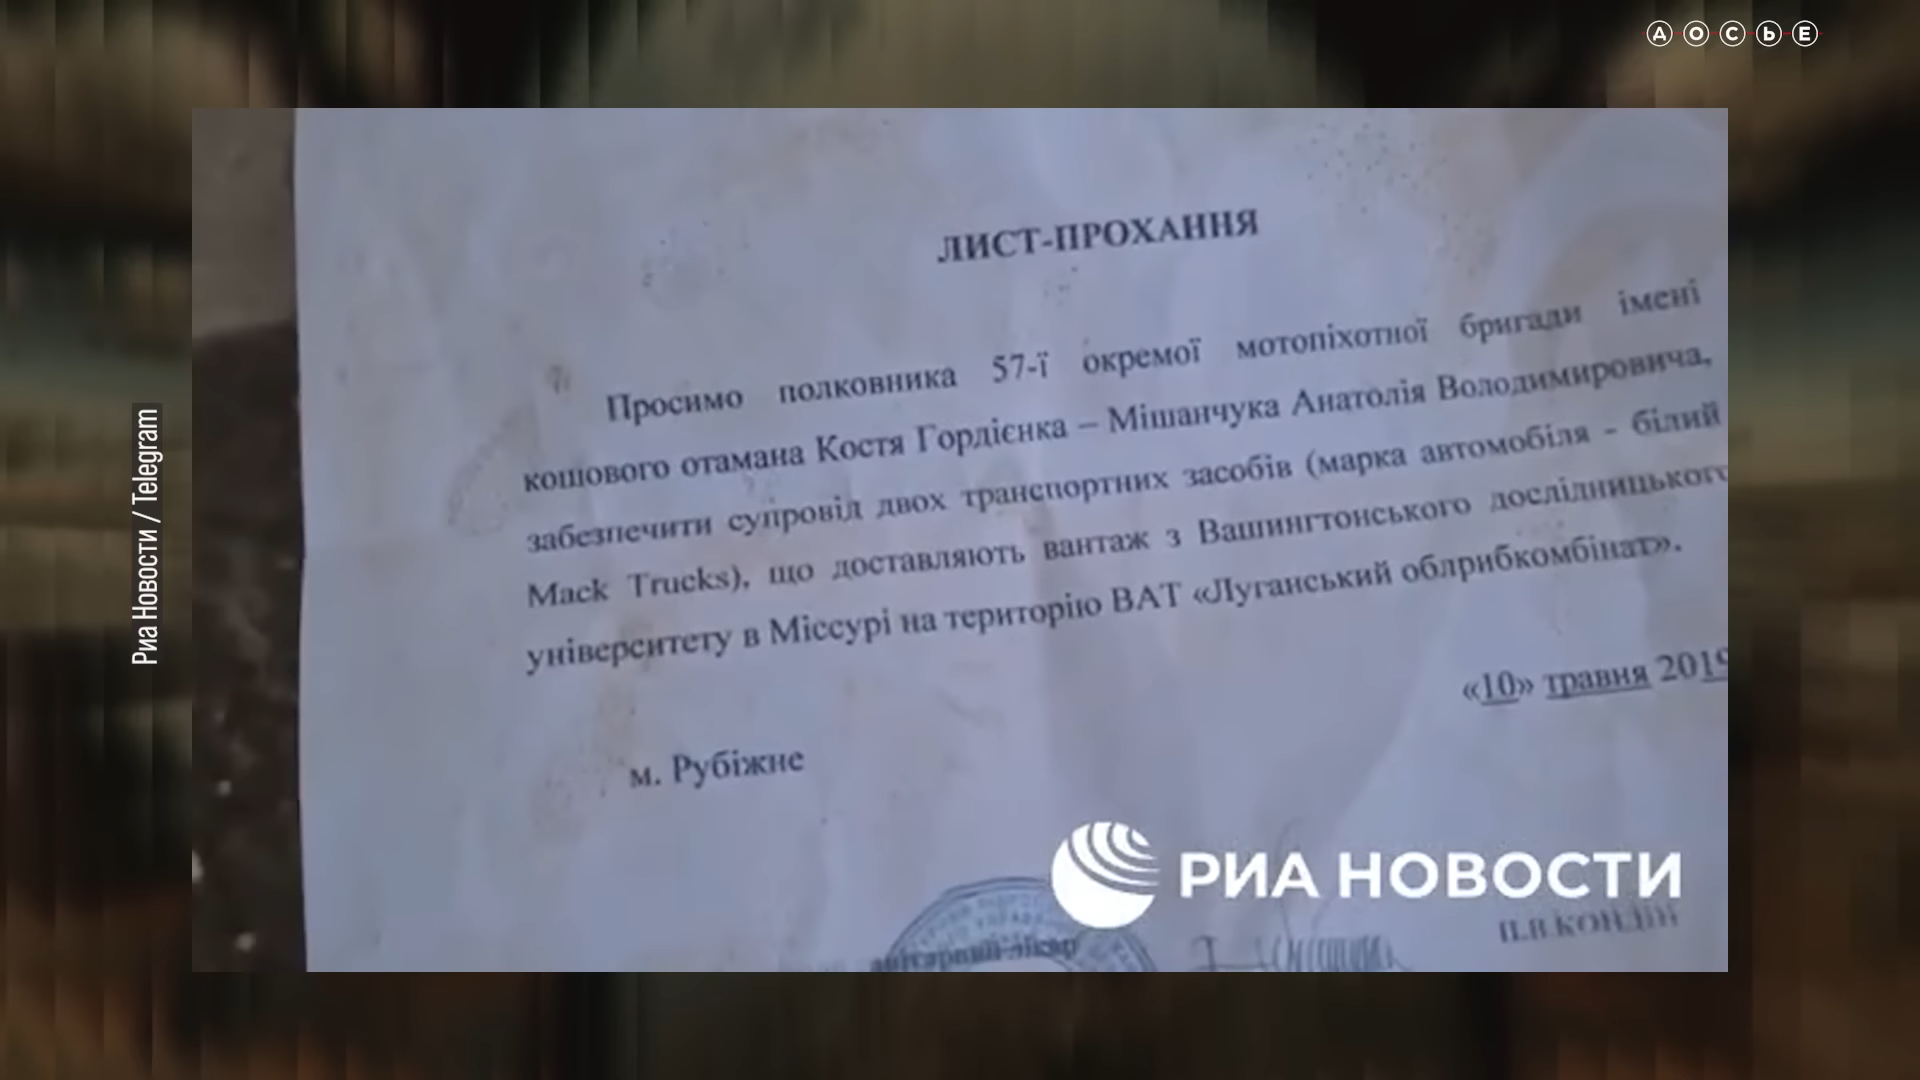 ДОСЬЕ
Риа Новости / Telegram
ЛИСТ-ПРОХАННЯ
Просимо полковника 57-ї окремої мотопіхотної бригади імені
кошового отамана Костя Гордієнка – Мішанчука Анатолія Володимировича,
забезпечити супровід двох транспортних засобів (марка автомобіля - білий
Mack Trucks), що доставляють вантаж з Вашингтонського дослідницького
університету в Міссурі на територію ВАТ «Луганський облрибкомбінат».
«10» травня 2019
м. Рубіжне
РИА НОВОСТИ